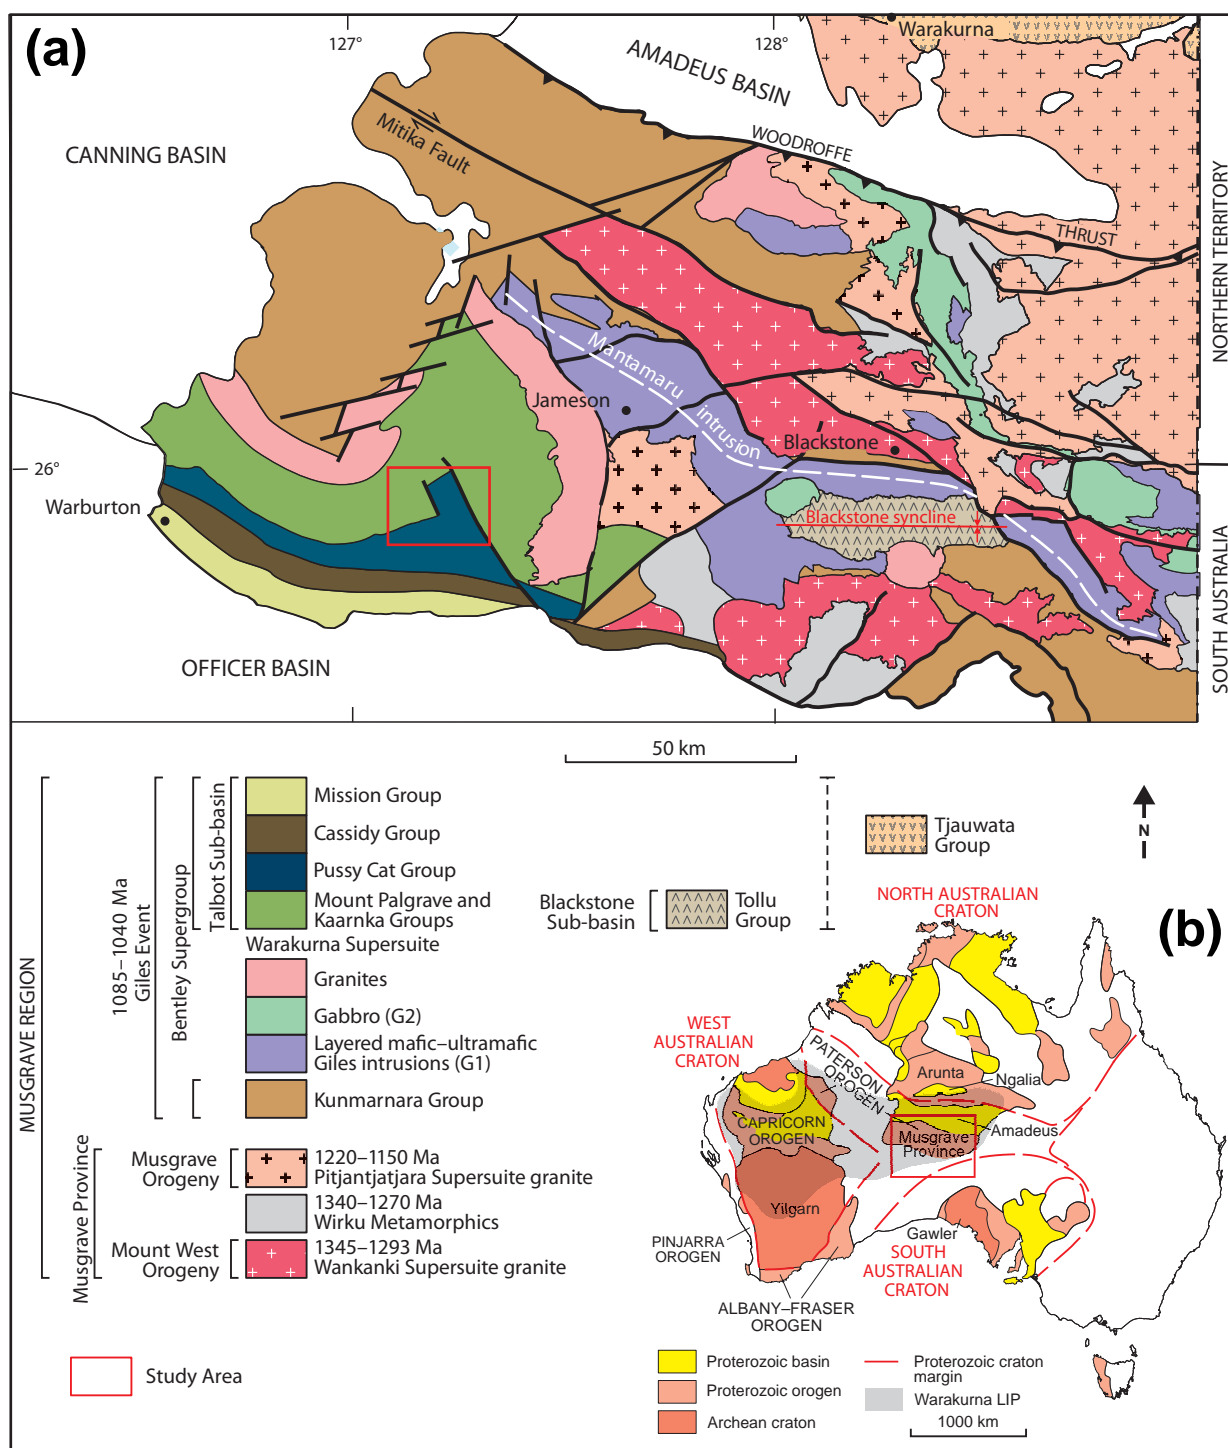 (a)
127°
128°
Warakurna
AMADEUS BASIN
CANNING BASIN
Mitika Fault
WOODROFFE
THRUST
NORTHERN TERRITORY
Mantamaru
intrusion
Jameson
Blackstone
26°
Warburton
Blackstone syncline
SOUTH AUSTRALIA
OFFICER BASIN
50 km
MUSGRAVE REGION
1085–1040 Ma
Giles Event
Bentley Supergroup
Talbot Sub-basin
Mission Group
Cassidy Group
Pussy Cat Group
Mount Palgrave and
Kaarnka Groups
Warakurna Supersuite
Granites
Gabbro (G2)
Layered mafic–ultramafic
Giles intrusions (G1)
Kunmarnara Group
Blackstone
Sub-basin
Tollu
Group
Tjauwata
Group
N
Musgrave Province
Musgrave
Orogeny
1220–1150 Ma
Pitjantjatjara Supersuite granite
1340–1270 Ma
Wirku Metamorphics
Mount West
Orogeny
1345–1293 Ma
Wankanki Supersuite granite
Study Area
(b)
NORTH AUSTRALIAN
CRATON
WEST
AUSTRALIAN
CRATON
PATERSON
OROGEN
Arunta
Ngalia
Amadeus
CAPRICORN
OROGEN
Musgrave
Province
Yilgarn
PINJARRA
OROGEN
Gawler
SOUTH
AUSTRALIAN
CRATON
ALBANY–FRASER
OROGEN
Proterozoic basin
Proterozoic orogen
Archean craton
Proterozoic craton
margin
Warakurna LIP
1000 km